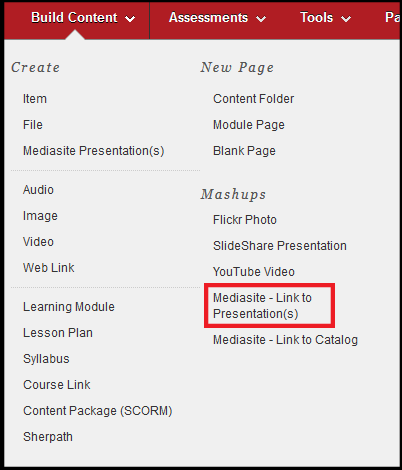 Build Content Assessments Tools Pa
Create
Item
File
Mediasite Presentation(s)
Audio
Image
Video
Web Link
Learning Module
Lesson Plan
Syllabus
Course Link
Content Package (SCORM)
Sherpath
New Page
Content Folder
Module Page
Blank Page
Mashups
Flickr Photo
SlideShare Presentation
YouTube Video
Mediasite - Link to
Presentation(s)
Mediasite - Link to Catalog